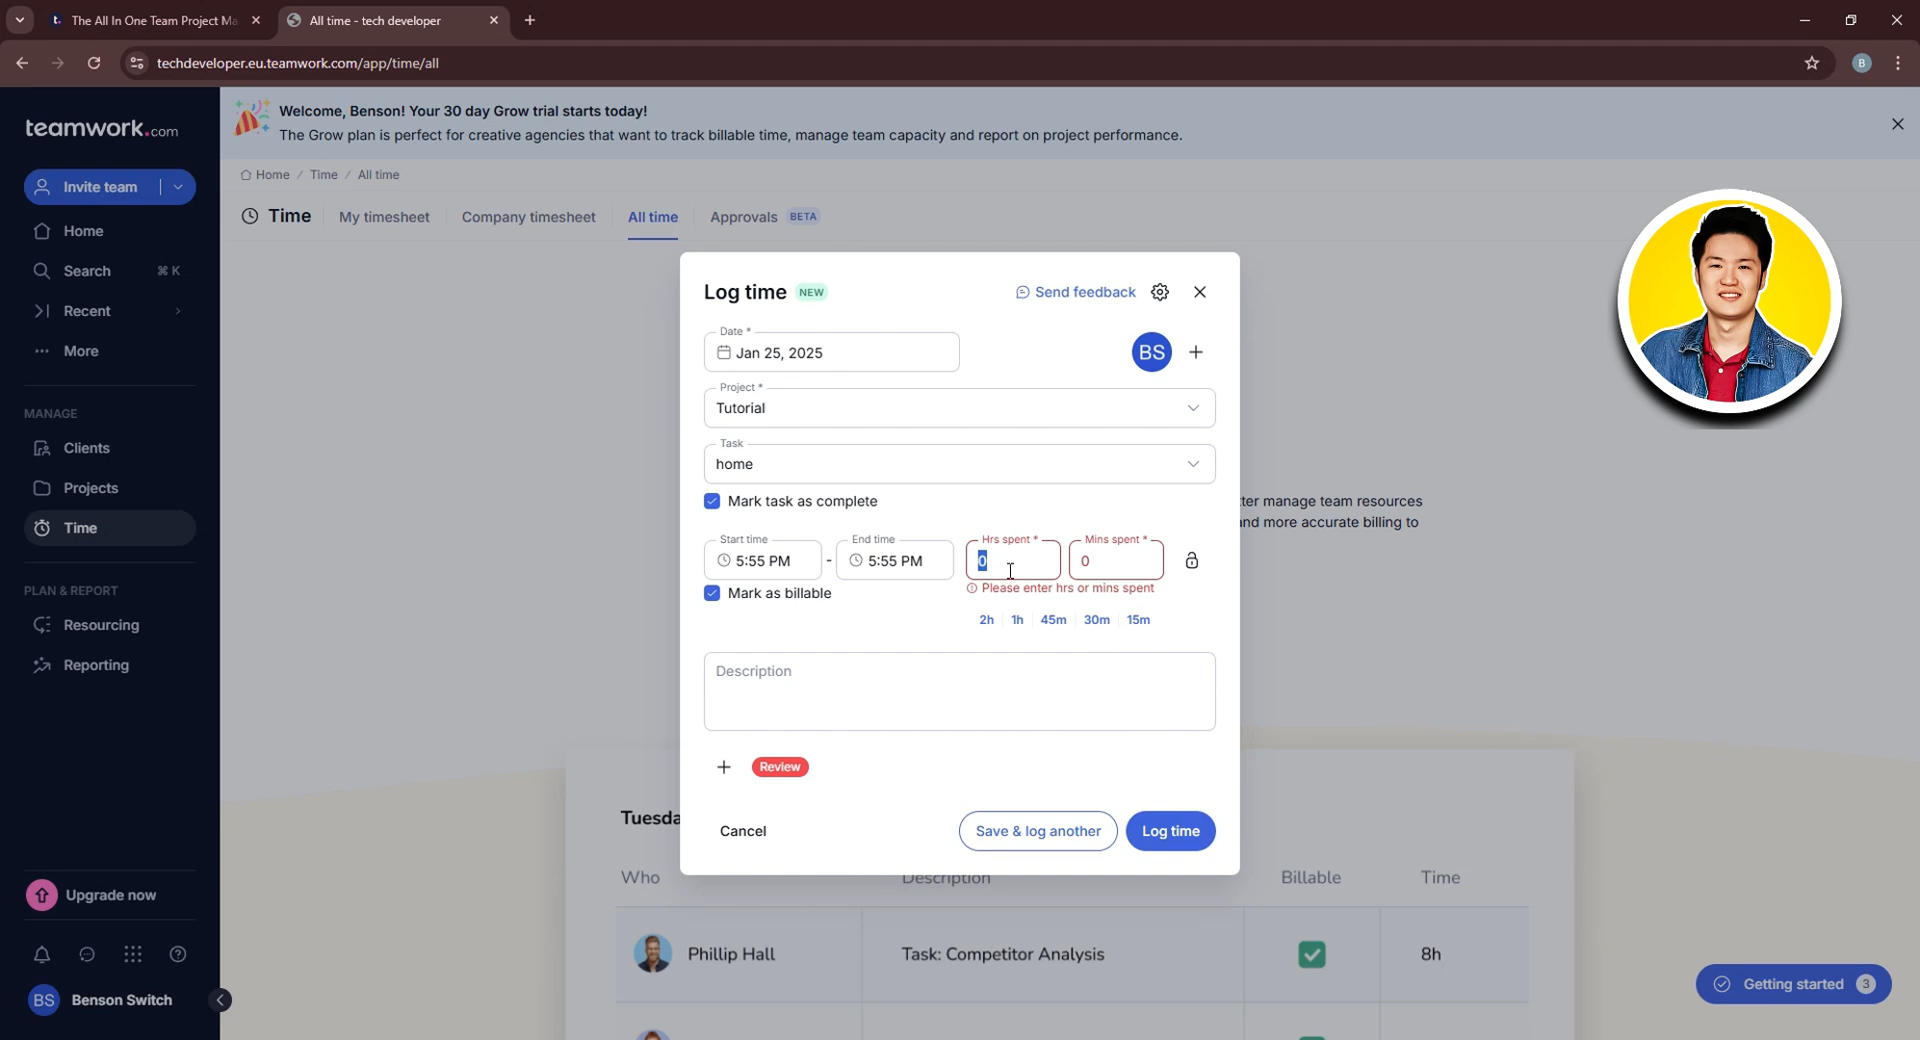 The All In One Team Project Ma
All time - tech developer
techdeveloper.eu.teamwork.com/app/time/all
B
teamwork.com
Welcome, Benson! Your 30 day Grow trial starts today!
The Grow plan is perfect for creative agencies that want to track billable time, manage team capacity and report on project performance.
Invite team
Home / Time / All time
Time
My timesheet
Company timesheet
All time
Approvals BETA
Home
Search ⌘ K
Recent
More
MANAGE
Clients
Projects
Time
PLAN & REPORT
Resourcing
Reporting
Upgrade now
BS Benson Switch
Log time NEW
Send feedback
Date *
Jan 25, 2025
BS
Project *
Tutorial
Task
home
Mark task as complete
Start time
5:55 PM
-
End time
5:55 PM
Hrs spent *
0
Mins spent *
0
Please enter hrs or mins spent
Mark as billable
2h 1h 45m 30m 15m
Description
Review
Cancel
Save & log another
Log time
ter manage team resources
and more accurate billing to
Tuesda
Who Description Billable Time
Phillip Hall Task: Competitor Analysis 8h
Getting started 3